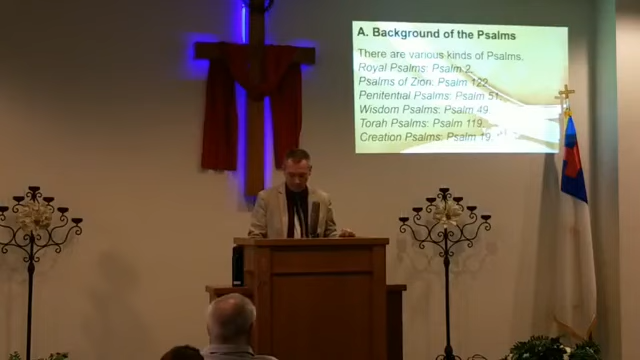 A. Background of the Psalms
There are various kinds of Psalms.
Royal Psalms: Psalm 2.
Psalms of Zion: Psalm 122.
Penitential Psalms: Psalm 51.
Wisdom Psalms: Psalm 49.
Torah Psalms: Psalm 119.
Creation Psalms: Psalm 19.